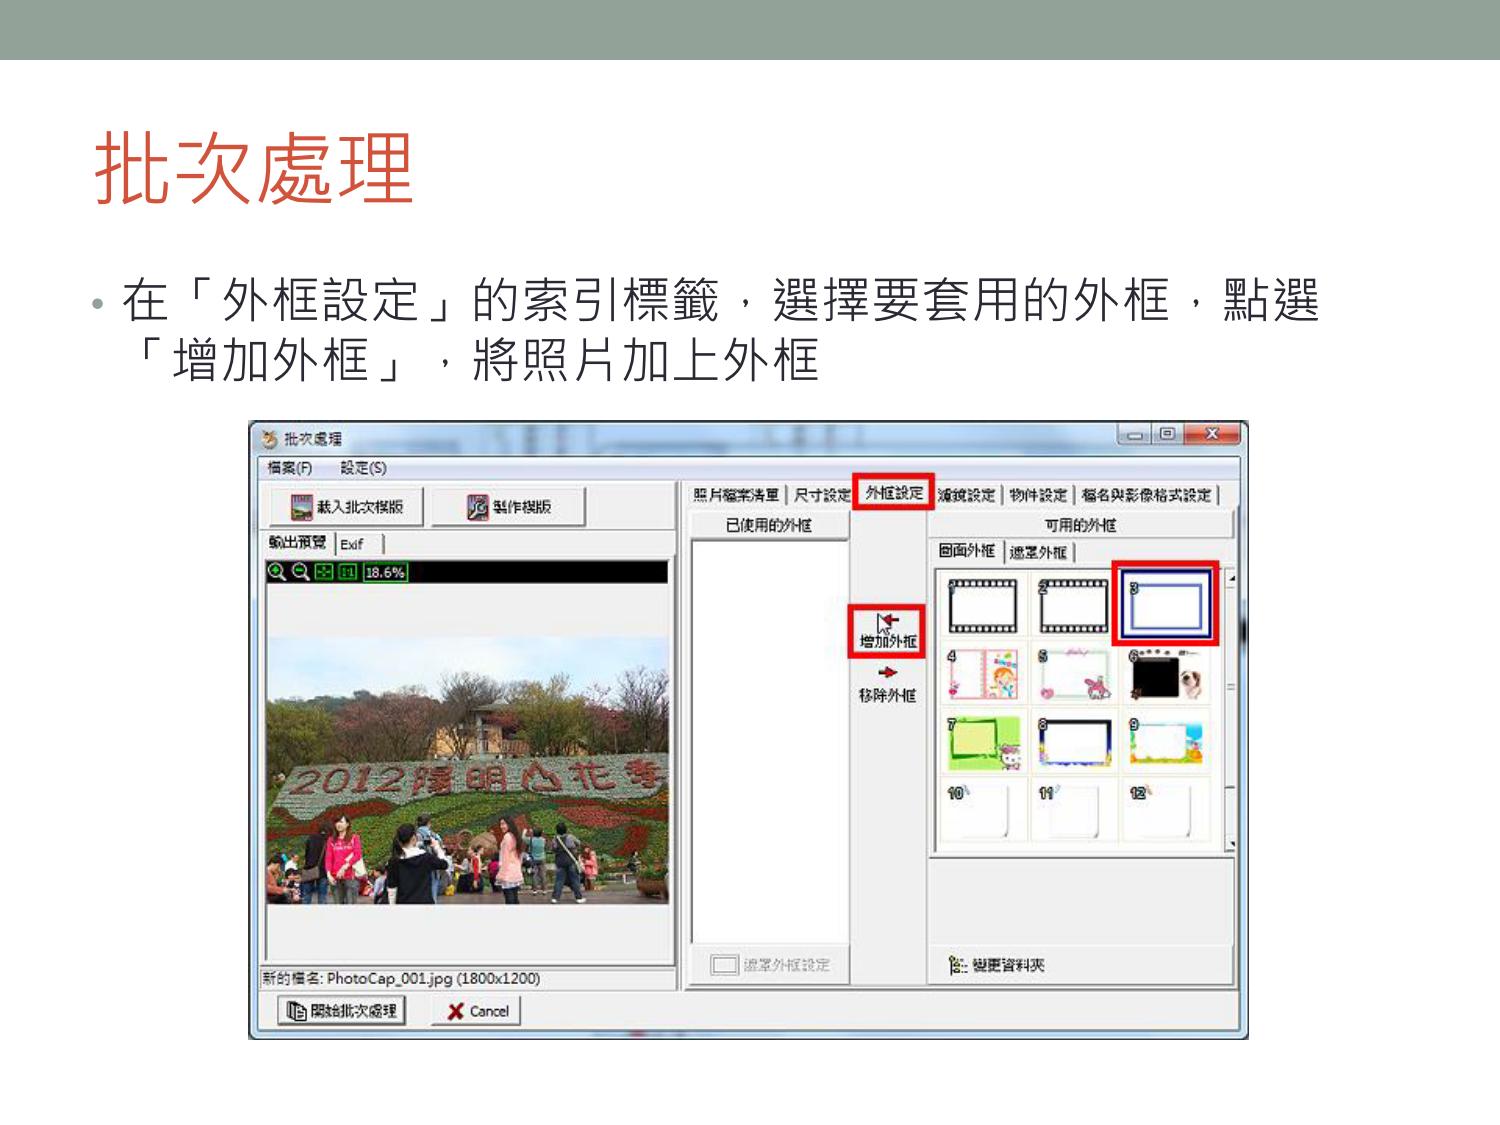 批次處理
• 在「外框設定」的索引標籤，選擇要套用的外框，點選
「增加外框」，將照片加上外框
批次處理
檔案(F) 設定(S)
載入批次模版 製作模版
輸出預覽 Exif
18.6%
2012陽明山花季
新的檔名: PhotoCap_001.jpg (1800x1200)
開始批次處理 Cancel
照片檔案清單 尺寸設定 外框設定 濾鏡設定 物件設定 檔名與影像格式設定
已使用的外框
增加外框
移除外框
遮罩外框設定
可用的外框
圖面外框 遮罩外框
1 2 3
4 5 6
7 8 9
10 11 12
變更資料夾